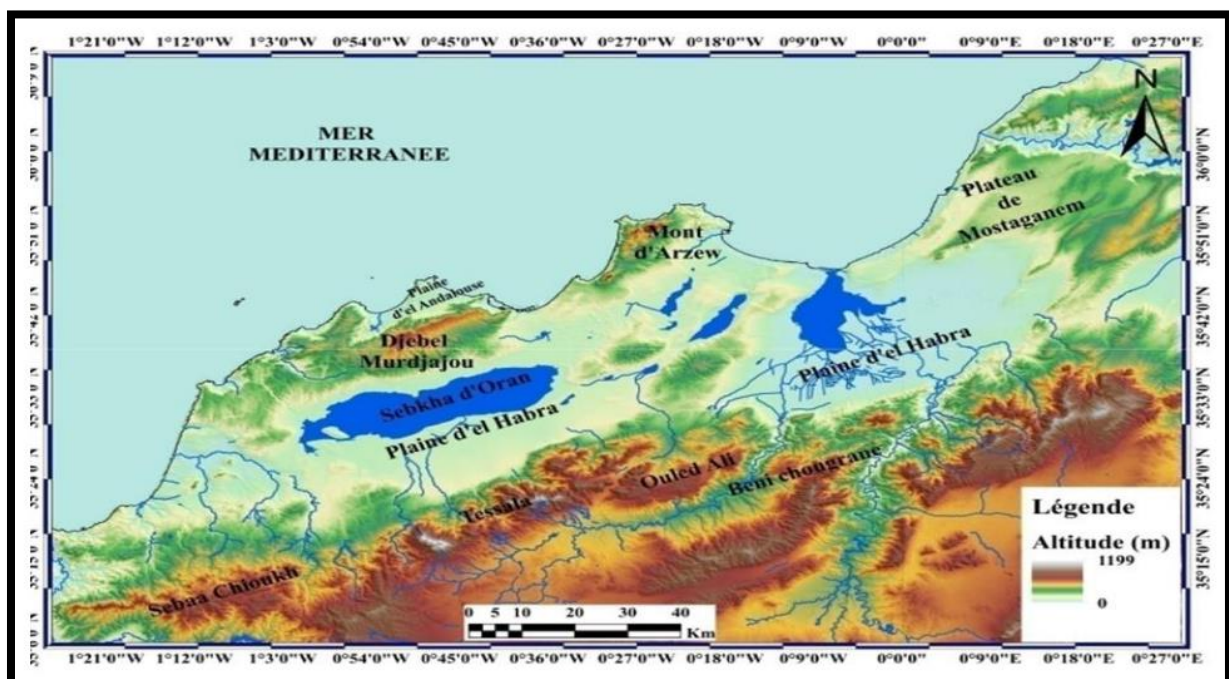 1°21'0"W 1°12'0"W 1°3'0"W 0°54'0"W 0°45'0"W 0°36'0"W 0°27'0"W 0°18'0"W 0°9'0"W 0°0'0" 0°9'0"E 0°18'0"E 0°27'0"E
N
MER
MEDITERRANEE
36°0'0"N
Plateau
de
Mostaganem
Mont
d'Arzew
35°51'0"N
Plaine
d'el Andalouse
35°42'0"N
Djebel
Murdjajou
Plaine d'el Habra
Sebkha d'Oran
35°33'0"N
Plaine d'el Habra
Ouled Ali
Beni chougrane
35°24'0"N
Tessala
Légende
Altitude (m)
1199
0
35°15'0"N
Sebaa Chioukh
0 5 10 20 30 40
Km
1°21'0"W 1°12'0"W 1°3'0"W 0°54'0"W 0°45'0"W 0°36'0"W 0°27'0"W 0°18'0"W 0°9'0"W 0°0'0" 0°9'0"E 0°18'0"E 0°27'0"E